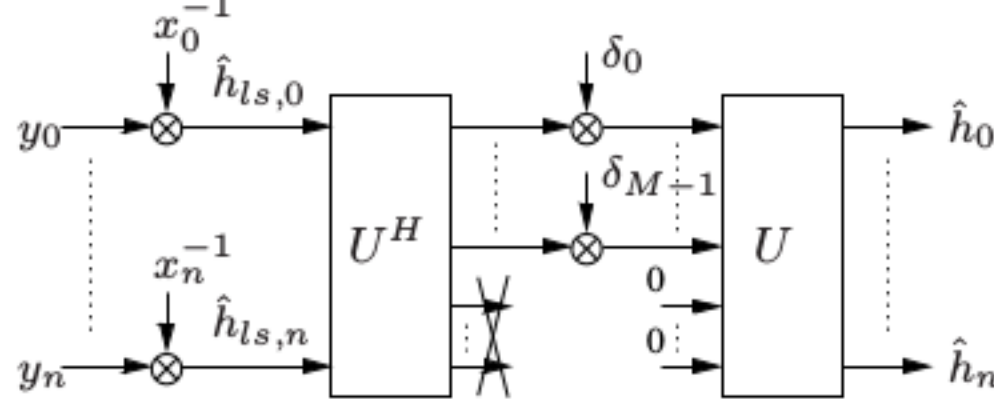 x_0^{-1}
ĥ_{ls,0}
δ_0
y_0
ĥ_0
δ_{M-1}
U^H
U
x_n^{-1}
0
ĥ_{ls,n}
0
y_n
ĥ_n